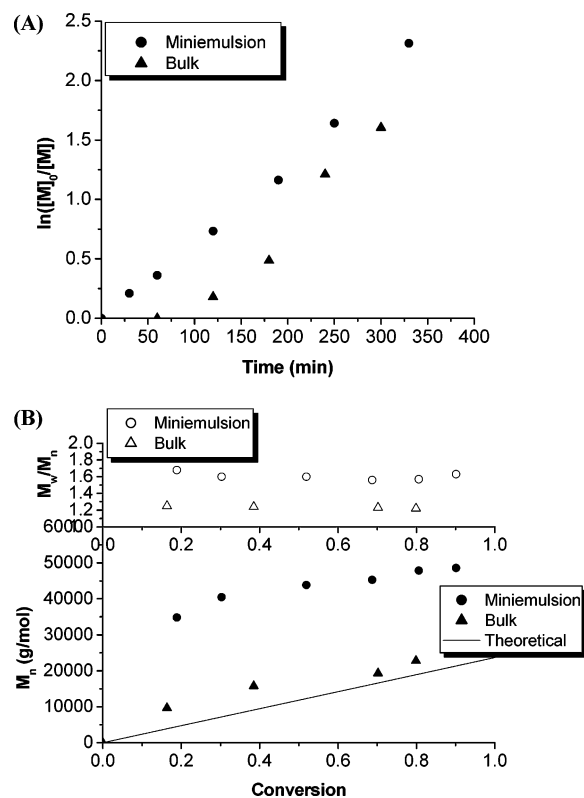 (A)
Miniemulsion
Bulk
ln([M]0/[M])
2.5
2.0
1.5
1.0
0.5
0.0
0 50 100 150 200 250 300 350 400
Time (min)
(B)
Miniemulsion
Bulk
Mw/Mn
2.0
1.8
1.6
1.4
1.2
0.0 0.2 0.4 0.6 0.8 1.0
Mn (g/mol)
60000
50000
40000
30000
20000
10000
0
Miniemulsion
Bulk
Theoretical
0.0 0.2 0.4 0.6 0.8 1.0
Conversion